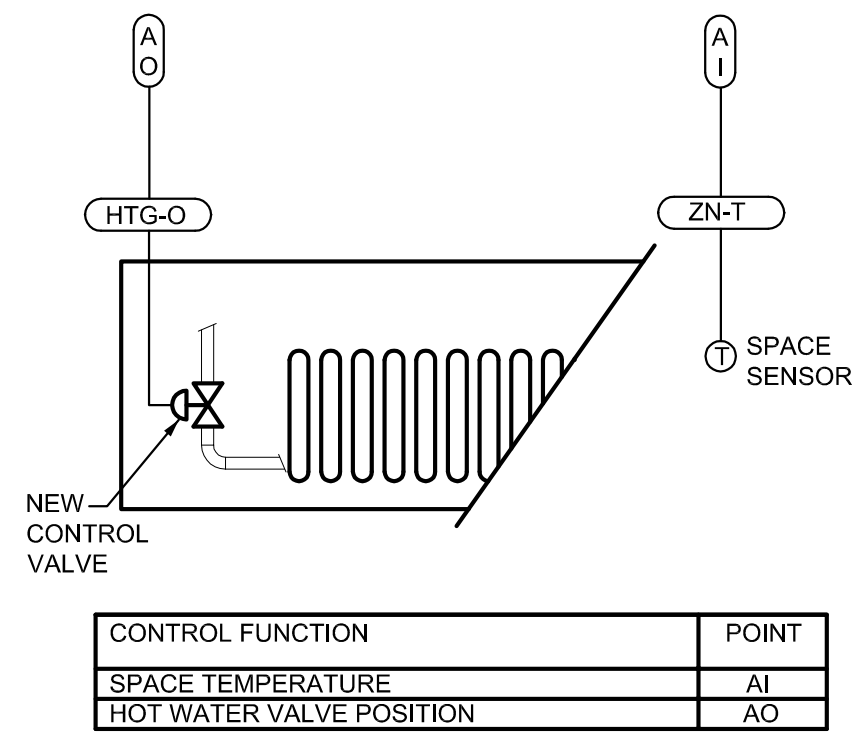 A
O
A
I
HTG-O
ZN-T
T
SPACE
SENSOR
NEW
CONTROL
VALVE
CONTROL FUNCTION POINT
SPACE TEMPERATURE AI
HOT WATER VALVE POSITION AO